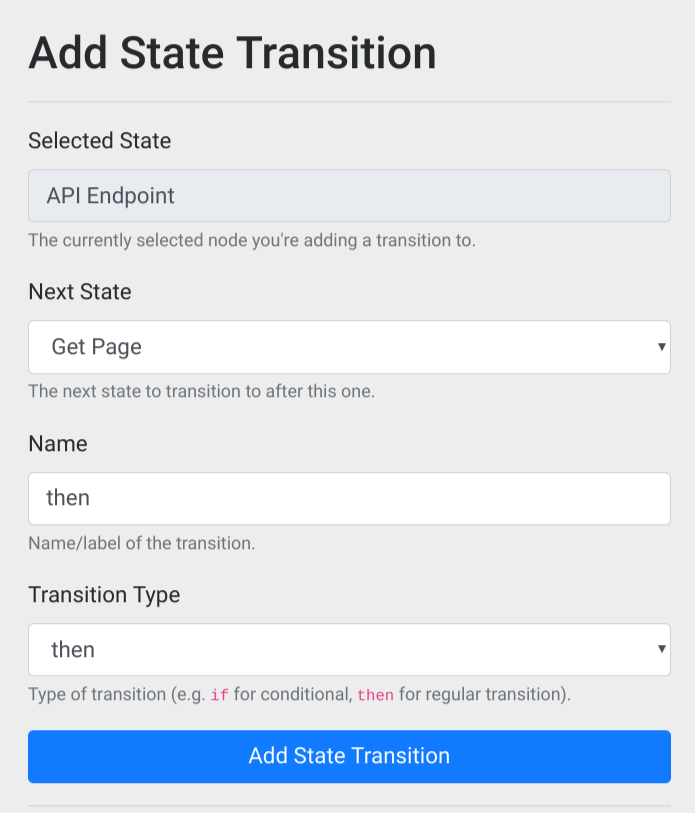 Add State Transition
Selected State
API Endpoint
The currently selected node you're adding a transition to.
Next State
Get Page
The next state to transition to after this one.
Name
then
Name/label of the transition.
Transition Type
then
Type of transition (e.g. if for conditional, then for regular transition).
Add State Transition